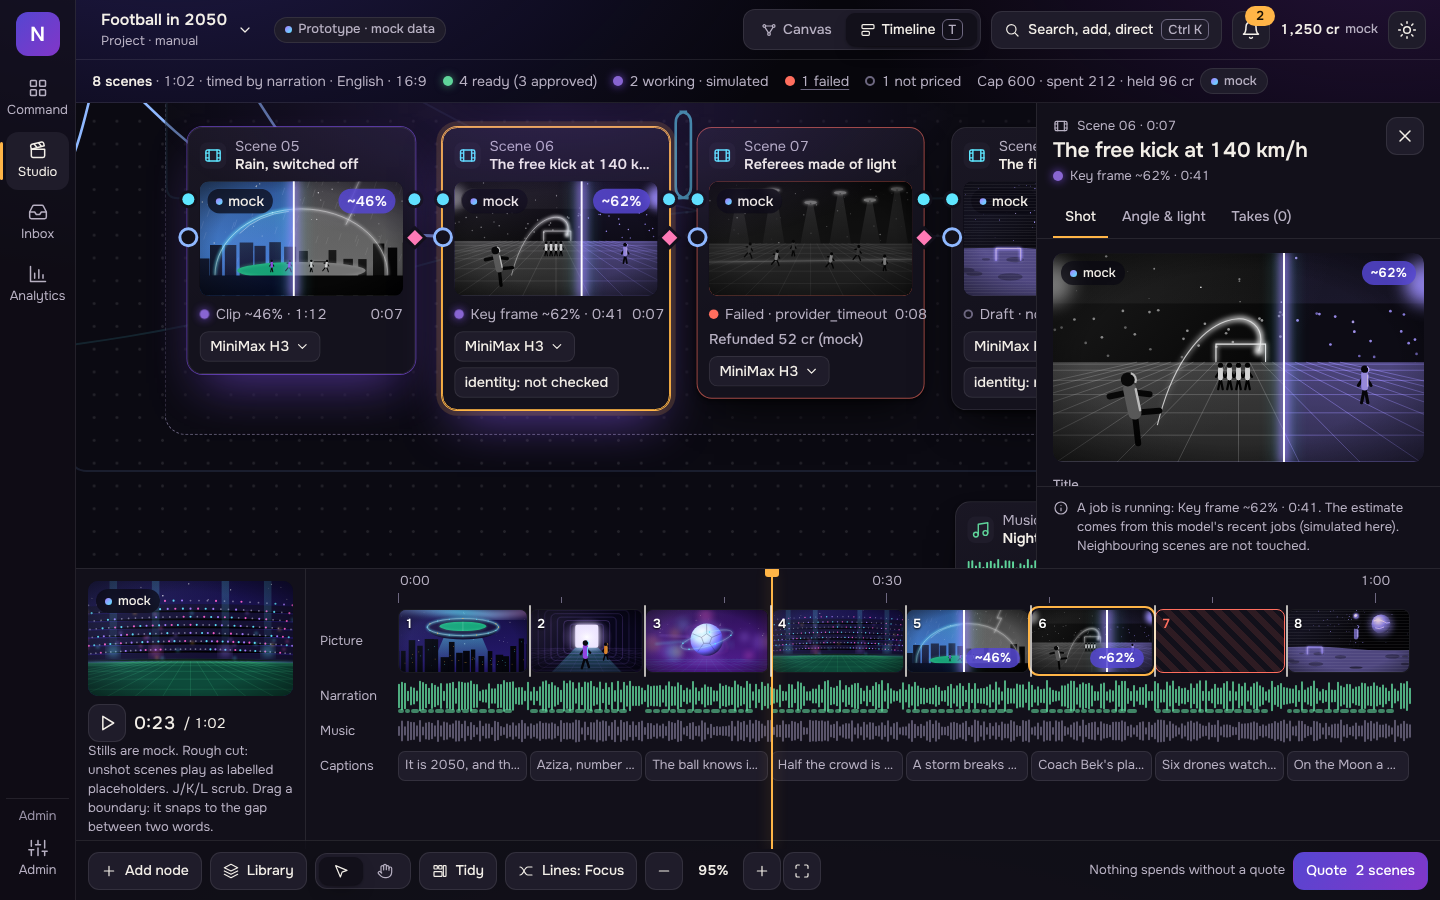 N
Football in 2050
Project · manual
Prototype · mock data
Canvas
Timeline T
Search, add, direct Ctrl K
2
1,250 cr mock
Command
Studio
Inbox
Analytics
Admin
Admin
8 scenes · 1:02 · timed by narration · English · 16:9
4 ready (3 approved)
2 working · simulated
1 failed
1 not priced
Cap 600 · spent 212 · held 96 cr
mock
Scene 05
Rain, switched off
mock
~46%
Clip ~46% · 1:12 0:07
MiniMax H3
Scene 06
The free kick at 140 k...
mock
~62%
Key frame ~62% · 0:41 0:07
MiniMax H3
identity: not checked
Scene 07
Referees made of light
mock
Failed · provider_timeout 0:08
Refunded 52 cr (mock)
MiniMax H3
mock
Draft
MiniMax
identity:
Scene 06 · 0:07
The free kick at 140 km/h
Key frame ~62% · 0:41
Shot
Angle & light
Takes (0)
mock
~62%
Title
A job is running: Key frame ~62% · 0:41. The estimate
comes from this model's recent jobs (simulated here).
Neighbouring scenes are not touched.
mock
0:23 / 1:02
Stills are mock. Rough cut:
unshot scenes play as labelled
placeholders. J/K/L scrub. Drag a
boundary: it snaps to the gap
between two words.
0:00
0:30
1:00
Picture
1
2
3
4
5
~46%
6
~62%
7
8
Narration
Music
Captions
It is 2050, and th...
Aziza, number ...
The ball knows i...
Half the crowd is ...
A storm breaks ...
Coach Bek's pla...
Six drones watch...
On the Moon a ...
Add node
Library
Tidy
Lines: Focus
95%
Nothing spends without a quote
Quote 2 scenes